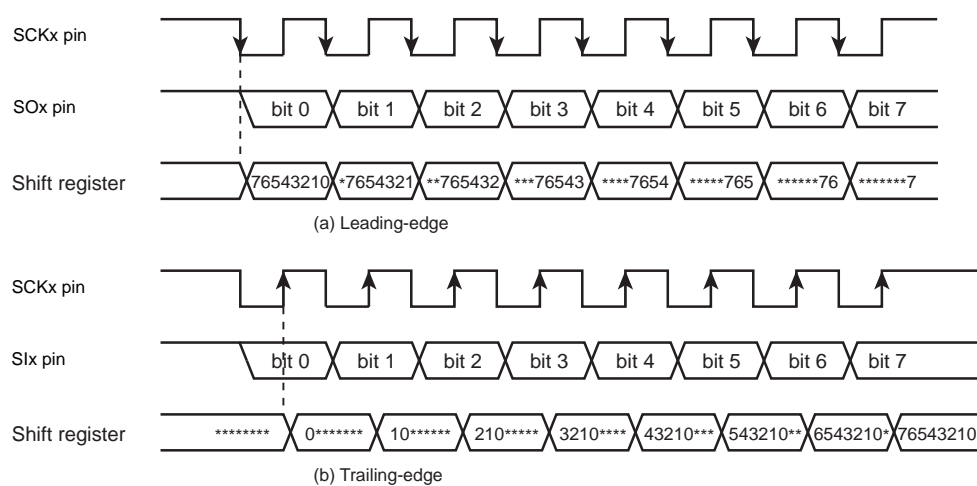 SCKx pin
SOx pin bit 0 bit 1 bit 2 bit 3 bit 4 bit 5 bit 6 bit 7
Shift register 76543210 *7654321 **765432 ***76543 ****7654 *****765 ******76 *******7
(a) Leading-edge
SCKx pin
SIx pin bit 0 bit 1 bit 2 bit 3 bit 4 bit 5 bit 6 bit 7
Shift register ******** 0******* 10****** 210***** 3210**** 43210*** 543210** 6543210* 76543210
(b) Trailing-edge